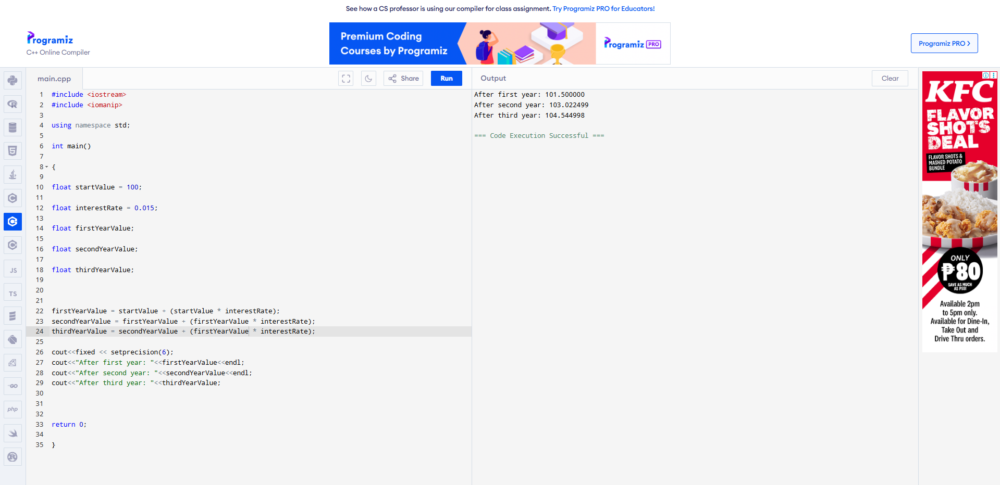 See how a CS professor is using our compiler for class assignment. Try Programiz PRO for Educators!
Programiz
C++ Online Compiler
Premium Coding
Courses by Programiz
Programiz PRO
Programiz PRO >
main.cpp
Share
Run
Output
Clear
1 #include <iostream>
2 #include <iomanip>
3
4 using namespace std;
5
6 int main()
7
8 {
9
10 float startValue = 100;
11
12 float interestRate = 0.015;
13
14 float firstYearValue;
15
16 float secondYearValue;
17
18 float thirdYearValue;
19
20
21
22 firstYearValue = startValue + (startValue * interestRate);
23 secondYearValue = firstYearValue + (firstYearValue * interestRate);
24 thirdYearValue = secondYearValue + (firstYearValue * interestRate);
25
26 cout<<fixed << setprecision(6);
27 cout<<"After first year: "<<firstYearValue<<endl;
28 cout<<"After second year: "<<secondYearValue<<endl;
29 cout<<"After third year: "<<thirdYearValue;
30
31
32
33 return 0;
34
35 }
After first year: 101.500000
After second year: 103.022499
After third year: 104.544998
=== Code Execution Successful ===
JS
TS
GO
php
KFC
FLAVOR
SHOTS
DEAL
FLAVOR SHOTS &
MASHED POTATO
BUNDLE
ONLY
₱80
SAVE AS MUCH
AS ₱55!
Available 2pm
to 5pm only.
Available for Dine-In,
Take Out and
Drive Thru orders.